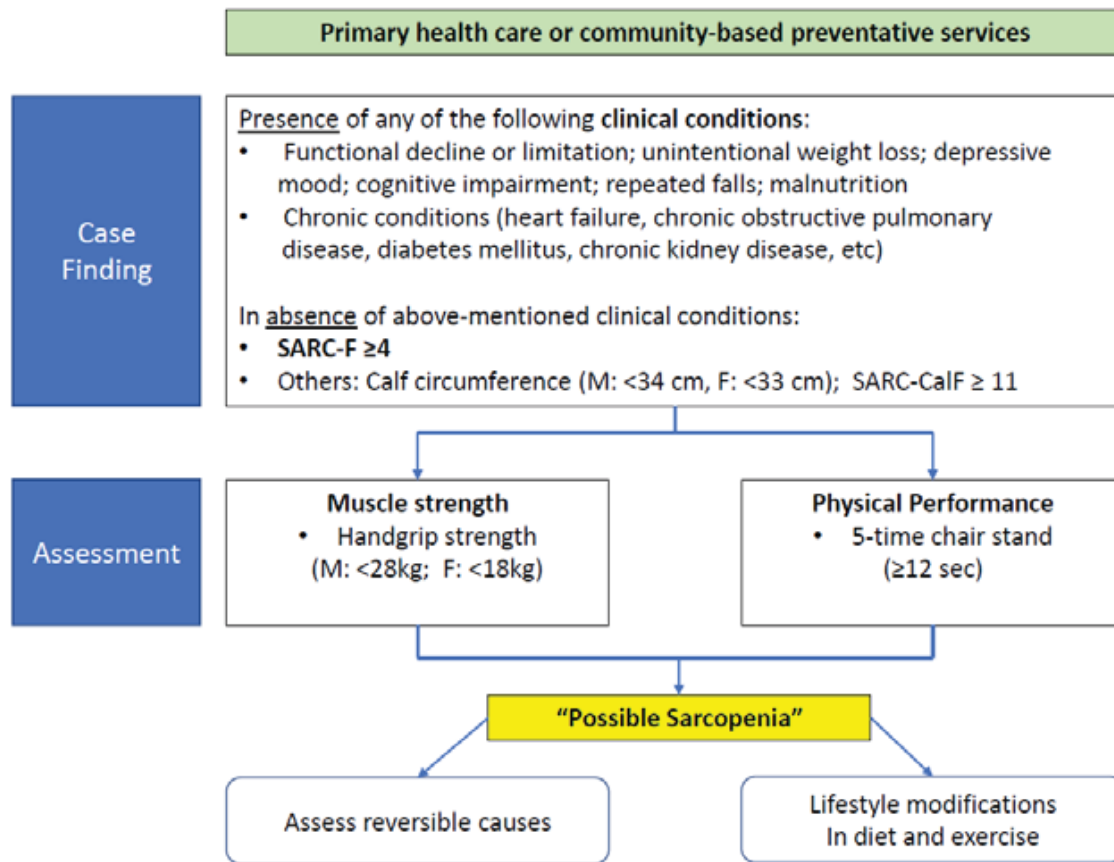 Primary health care or community-based preventative services
Case
Finding
Presence of any of the following clinical conditions:
• Functional decline or limitation; unintentional weight loss; depressive
mood; cognitive impairment; repeated falls; malnutrition
• Chronic conditions (heart failure, chronic obstructive pulmonary
disease, diabetes mellitus, chronic kidney disease, etc)
In absence of above-mentioned clinical conditions:
• SARC-F ≥4
• Others: Calf circumference (M: <34 cm, F: <33 cm); SARC-CalF ≥ 11
Assessment
Muscle strength
• Handgrip strength
(M: <28kg; F: <18kg)
Physical Performance
• 5-time chair stand
(≥12 sec)
“Possible Sarcopenia”
Assess reversible causes
Lifestyle modifications
In diet and exercise